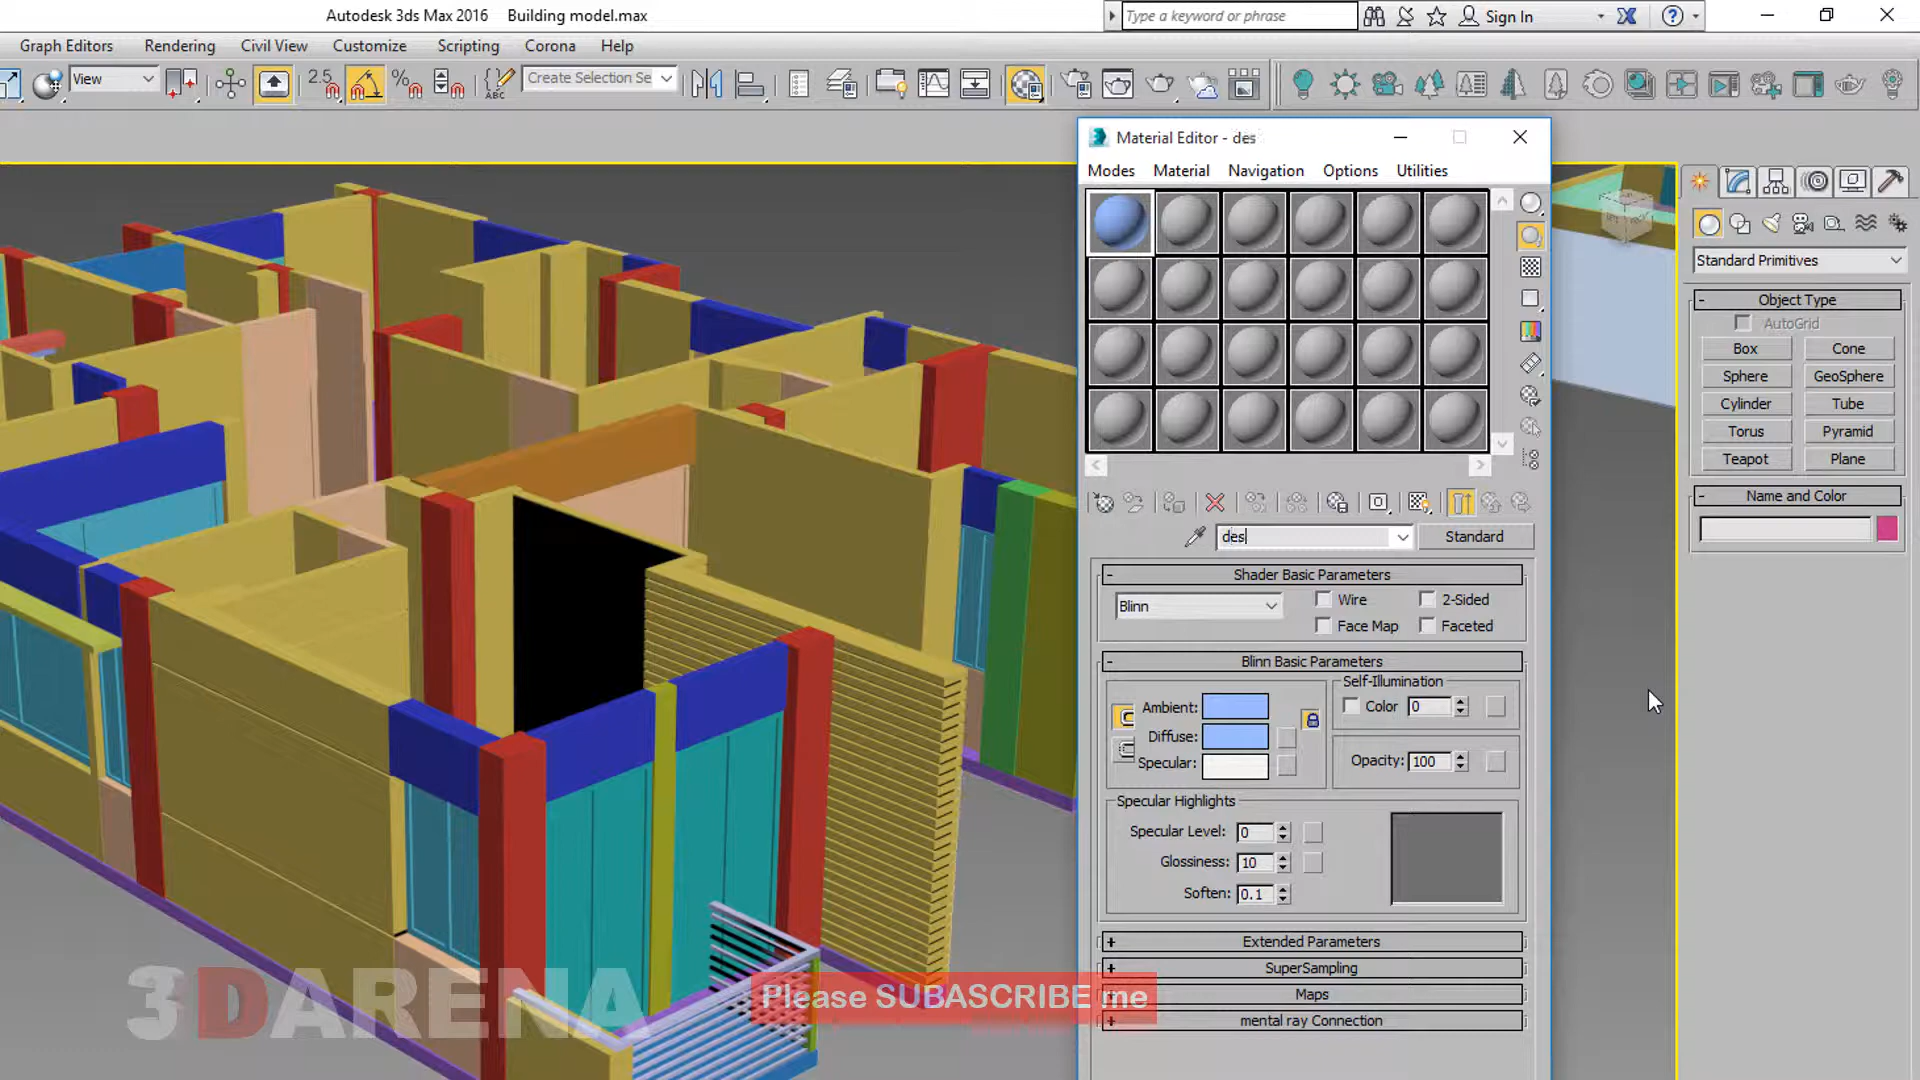 Autodesk 3ds Max 2016 Building model.max
Type a keyword or phrase
Sign In
Graph Editors Rendering Civil View Customize Scripting Corona Help
View
2.5
%
ABC
Create Selection Se
Material Editor - des
Modes Material Navigation Options Utilities
des
Standard
- Shader Basic Parameters
Blinn
Wire
2-Sided
Face Map
Faceted
- Blinn Basic Parameters
Self-Illumination
Ambient:
Color 0
Diffuse:
Specular:
Opacity: 100
Specular Highlights
Specular Level: 0
Glossiness: 10
Soften: 0.1
+ Extended Parameters
+ SuperSampling
+ Maps
+ mental ray Connection
Standard Primitives
- Object Type
AutoGrid
Box Cone
Sphere GeoSphere
Cylinder Tube
Torus Pyramid
Teapot Plane
- Name and Color
3DARENA
Please SUBASCRIBE me